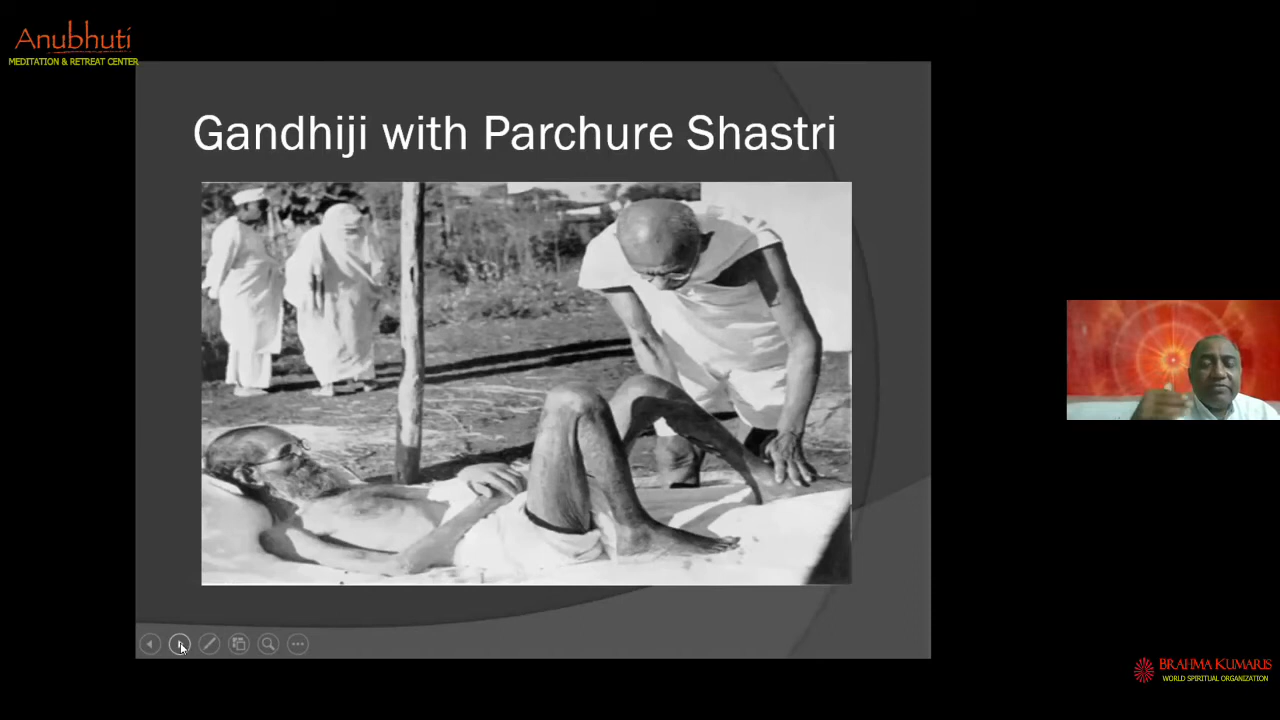 Anubhuti
MEDITATION & RETREAT CENTER
Gandhiji with Parchure Shastri
BRAHMA KUMARIS
WORLD SPIRITUAL ORGANIZATION